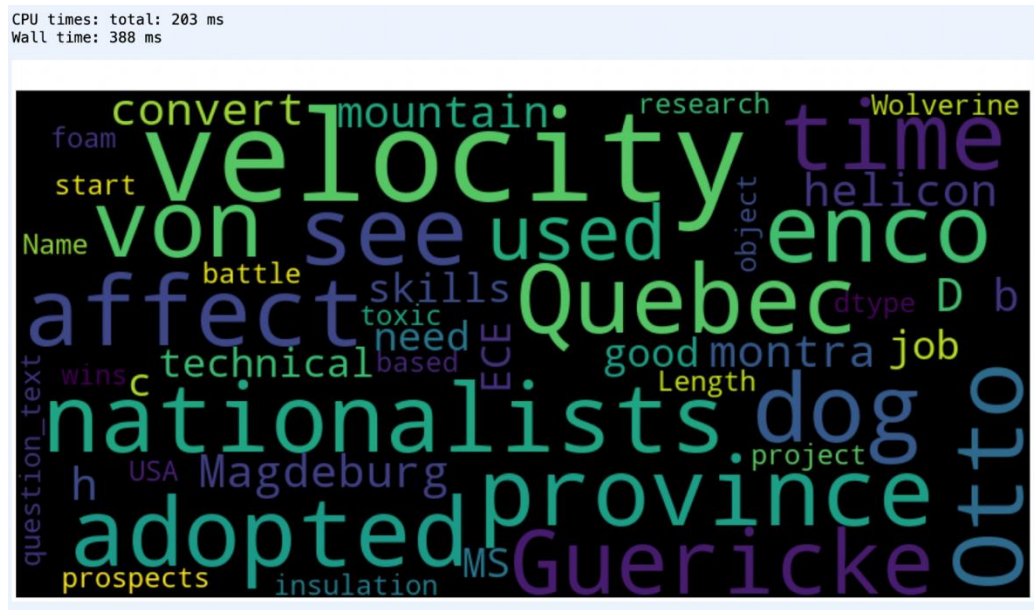 CPU times: total: 203 ms
Wall time: 388 ms
convert
mountain
research
Wolverine
foam
velocity
time
start
helicon
Name
von
see
used
object
enco
battle
affect
skills
Quebec
dtype
D
b
toxic
need
ECE
technical
based
good
montra
job
wins
c
Length
question_text
nationalists
dog
Otto
h
USA
Magdeburg
project
province
adopted
MS
Guericke
prospects
insulation